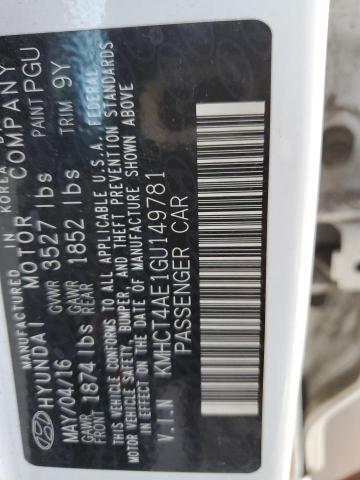 MANUFACTURED IN KOREA
HYUNDAI MOTOR COMPANY
MAY/04/16 GVWR 3527 lbs PAINT PGU
GAWR FRONT 1874 lbs GAWR REAR 1852 lbs TRIM 9Y
THIS VEHICLE CONFORMS TO ALL APPLICABLE U.S.A. FEDERAL
MOTOR VEHICLE SAFETY, BUMPER, AND THEFT PREVENTION STANDARDS
IN EFFECT ON THE DATE OF MANUFACTURE SHOWN ABOVE
V.I.N KMHCT4AE1GU149781
PASSENGER CAR